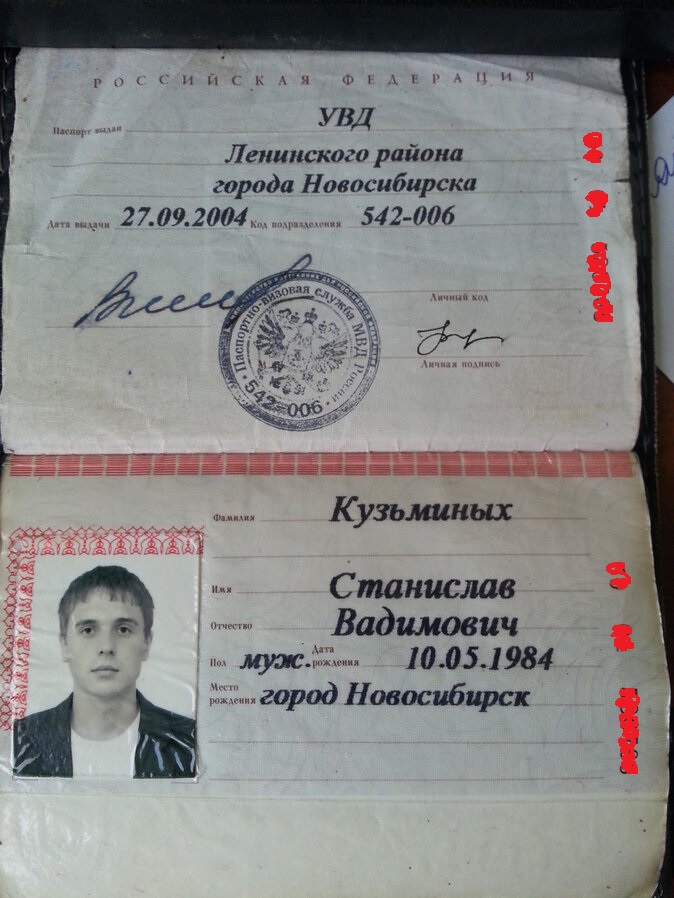 РОССИЙСКАЯ ФЕДЕРАЦИЯ
Паспорт выдан УВД
Ленинского района
города Новосибирска
Дата выдачи 27.09.2004 Код подразделения 542-006
Личный код
Личная подпись
Паспортно-визовая служба МВД России
542-006
Фамилия Кузьминых
Имя Станислав
Отчество Вадимович
Пол муж. Дата рождения 10.05.1984
Место рождения город Новосибирск